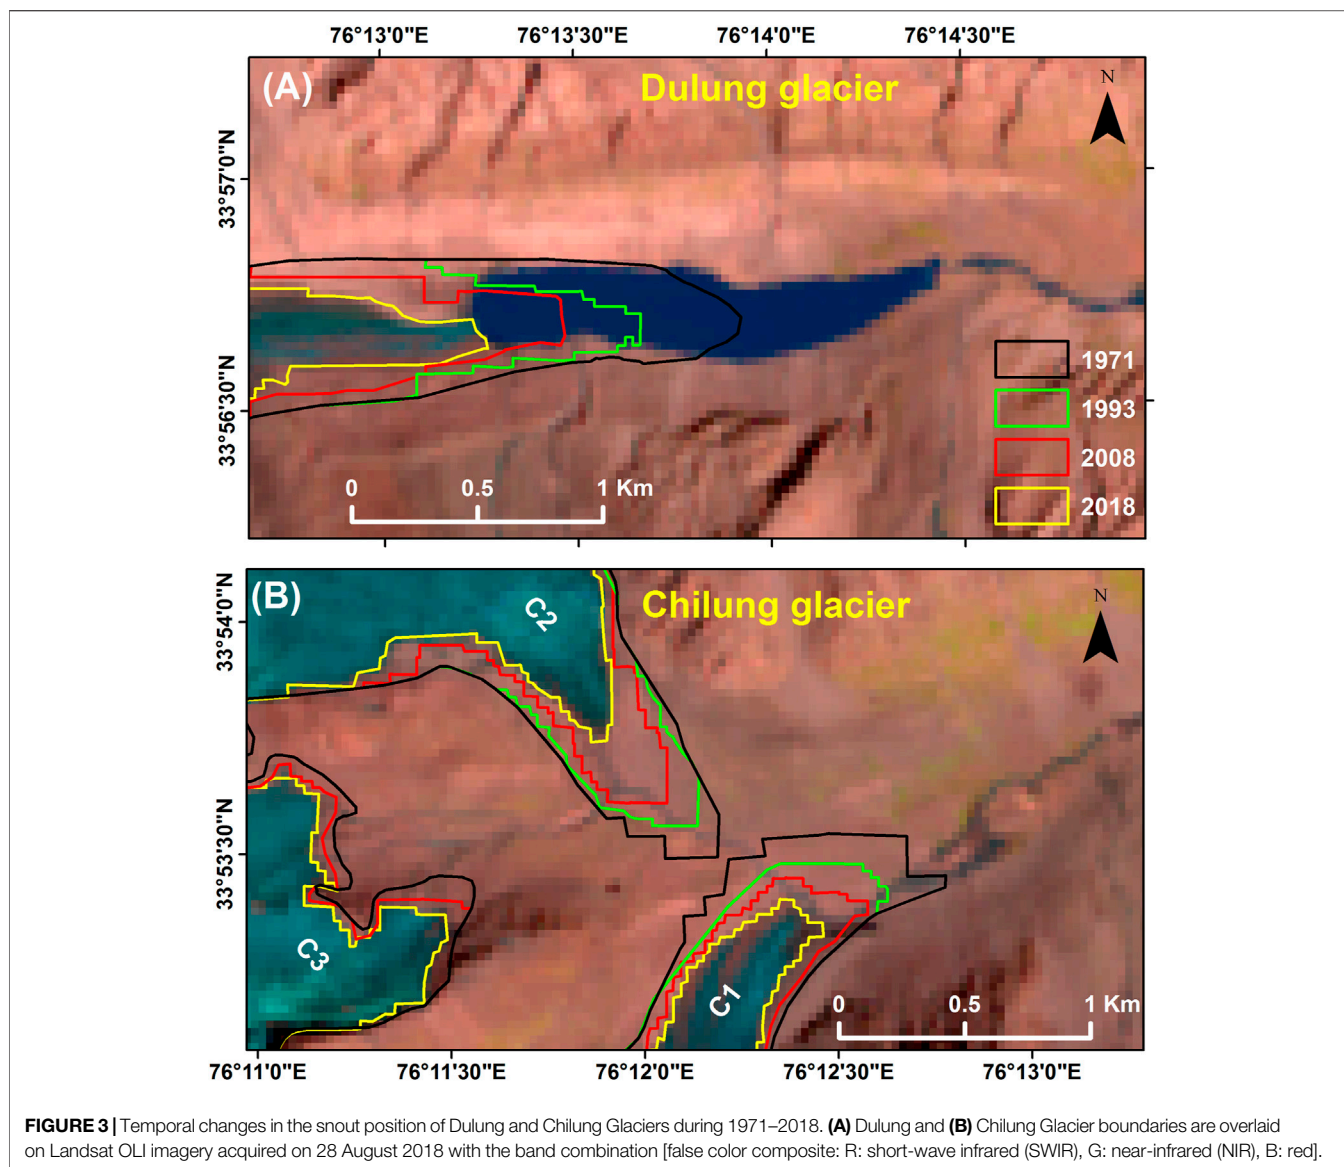 76°13'0"E 76°13'30"E 76°14'0"E 76°14'30"E
(A) Dulung glacier N
33°57'0"N
33°56'30"N
1971
1993
2008
2018
0 0.5 1 Km
(B) Chilung glacier N
33°54'0"N
33°53'30"N
C2
C3
C1
0 0.5 1 Km
76°11'0"E 76°11'30"E 76°12'0"E 76°12'30"E 76°13'0"E
FIGURE 3 | Temporal changes in the snout position of Dulung and Chilung Glaciers during 1971–2018. (A) Dulung and (B) Chilung Glacier boundaries are overlaid
on Landsat OLI imagery acquired on 28 August 2018 with the band combination [false color composite: R: short-wave infrared (SWIR), G: near-infrared (NIR), B: red].